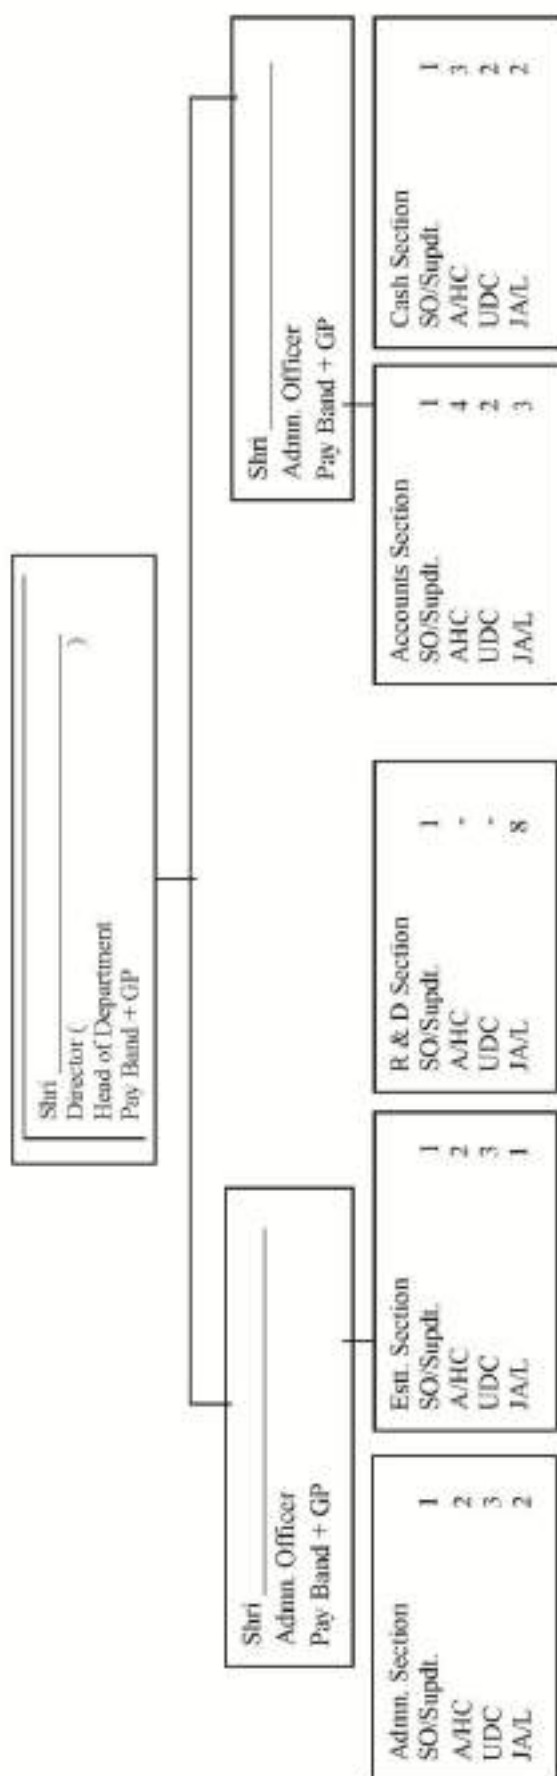 Shri
Director ( )
Head of Department
Pay Band + GP
Shri
Admn. Officer
Pay Band + GP
Shri
Admn. Officer
Pay Band + GP
Admn. Section
SO/Supdt. 1
A/HC 2
UDC 3
JA/L 2
Estt. Section
SO/Supdt. 1
A/HC 2
UDC 3
JA/L 1
R & D Section
SO/Supdt. 1
A/HC -
UDC -
JA/L 8
Accounts Section
SO/Supdt. 1
AHC 4
UDC 2
JA/L 3
Cash Section
SO/Supdt. 1
A/HC 3
UDC 2
JA/L 2